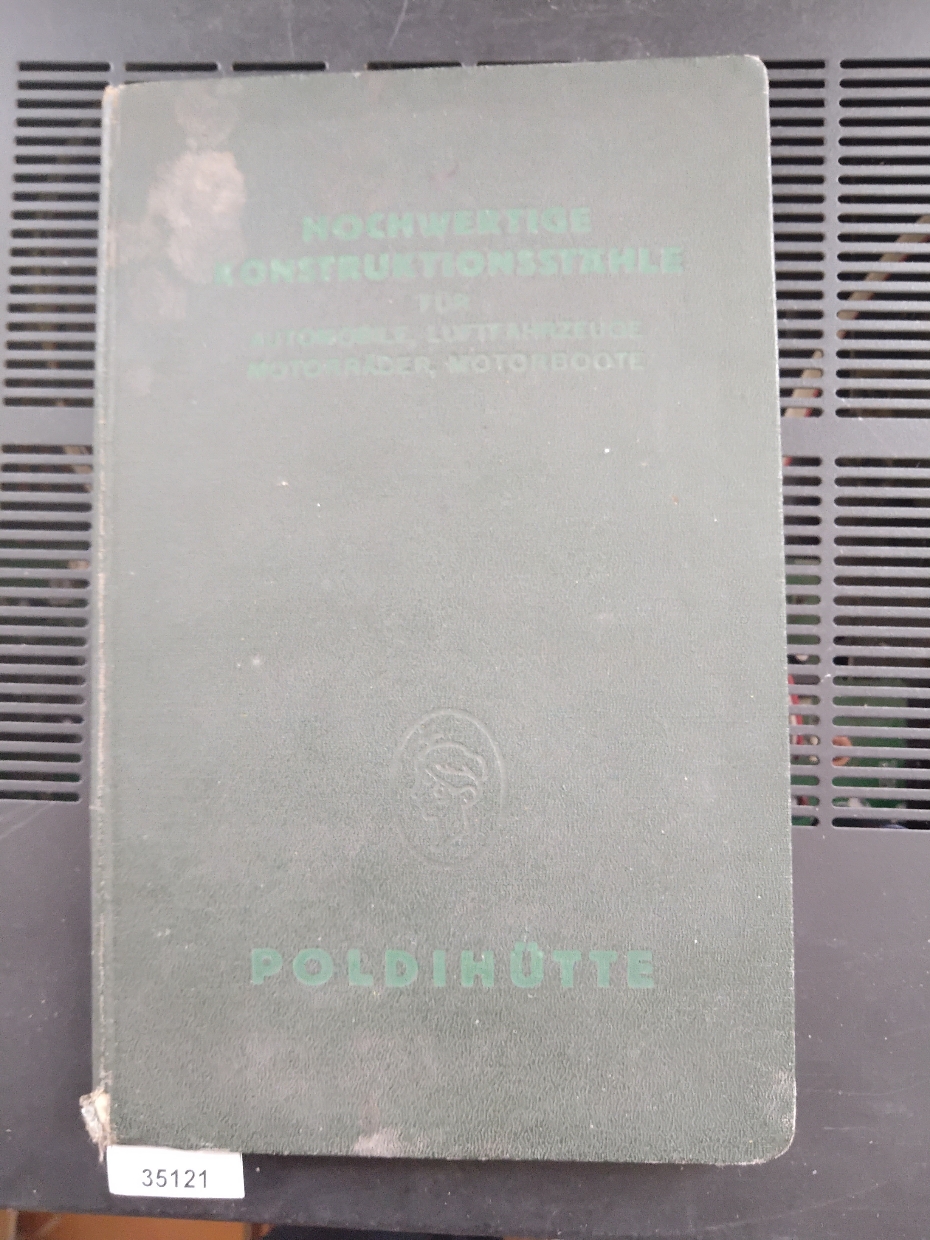 HOCHWERTIGE
KONSTRUKTIONSSTÄHLE
FÜR
AUTOMOBILE, LUFTFAHRZEUGE
MOTORRÄDER, MOTORBOOTE
POLDIHÜTTE
35121